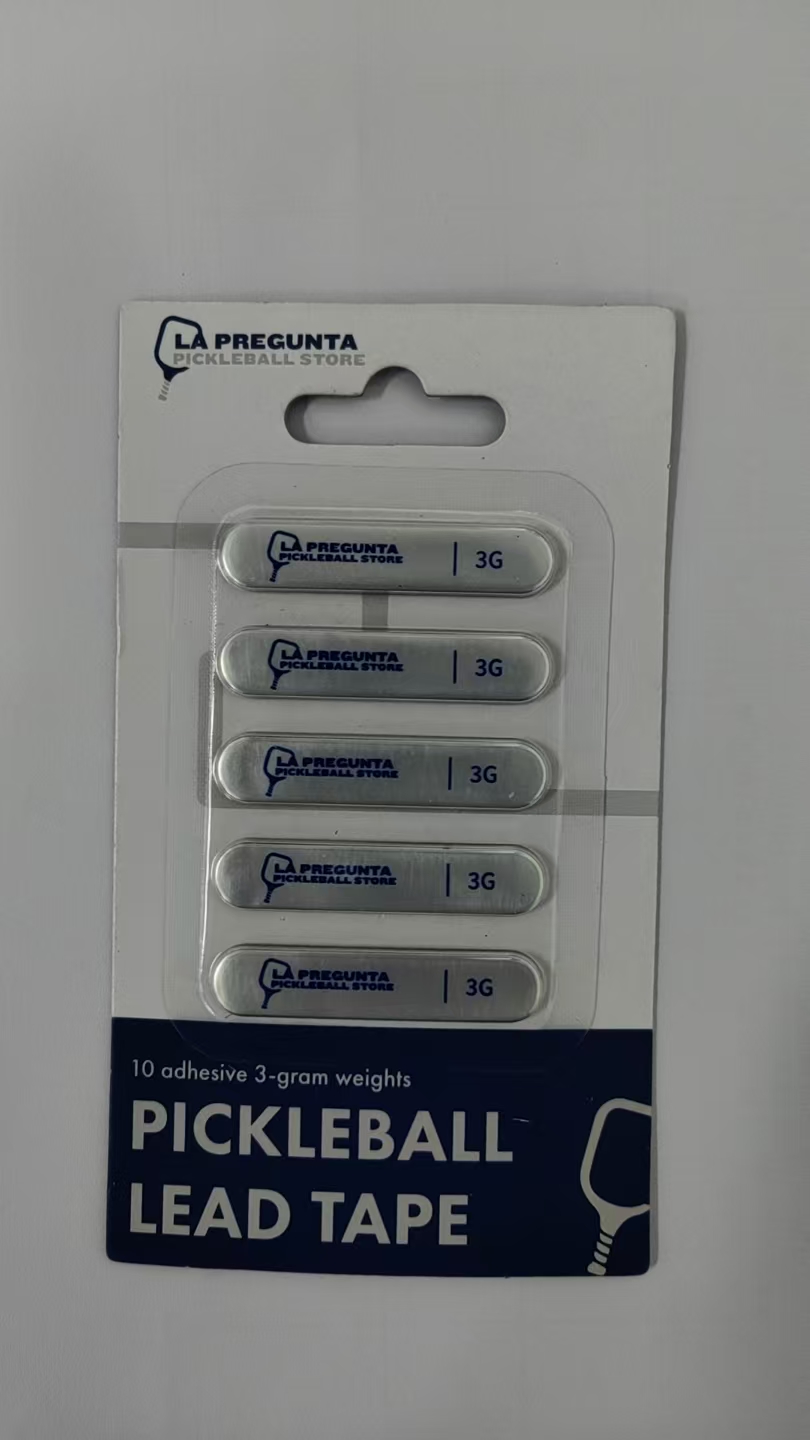 LA PREGUNTA
PICKLEBALL STORE
LA PREGUNTA
PICKLEBALL STORE | 3G
LA PREGUNTA
PICKLEBALL STORE | 3G
LA PREGUNTA
PICKLEBALL STORE | 3G
LA PREGUNTA
PICKLEBALL STORE | 3G
LA PREGUNTA
PICKLEBALL STORE | 3G
10 adhesive 3-gram weights
PICKLEBALL
LEAD TAPE